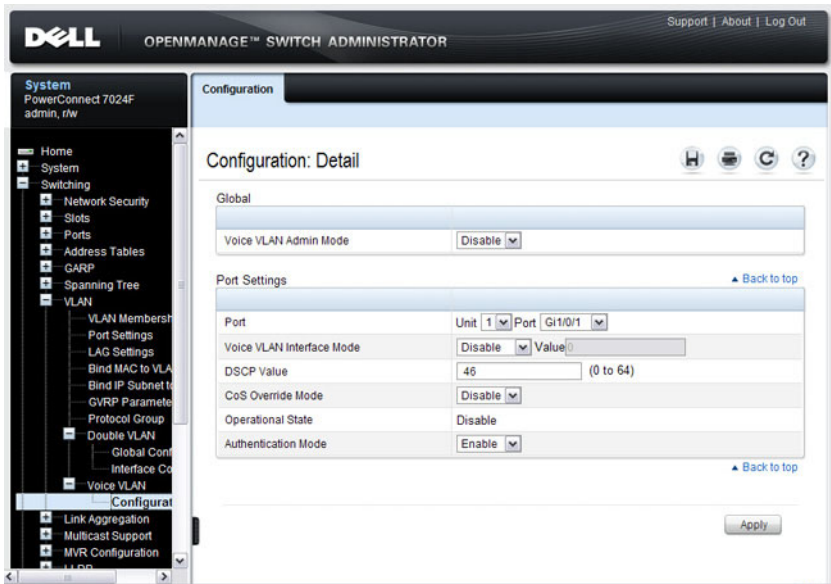 Support | About | Log Out
DELL OPENMANAGE™ SWITCH ADMINISTRATOR
System
PowerConnect 7024F
admin, r/w
Home
System
Switching
Network Security
Slots
Ports
Address Tables
GARP
Spanning Tree
VLAN
VLAN Membersh
Port Settings
LAG Settings
Bind MAC to VLA
Bind IP Subnet to
GVRP Paramete
Protocol Group
Double VLAN
Global Conf
Interface Co
Voice VLAN
Configurat
Link Aggregation
Multicast Support
MVR Configuration
Configuration
Configuration: Detail
Global
Voice VLAN Admin Mode Disable
Port Settings Back to top
Port Unit 1 Port Gi1/0/1
Voice VLAN Interface Mode Disable Value 0
DSCP Value 46 (0 to 64)
CoS Override Mode Disable
Operational State Disable
Authentication Mode Enable
Back to top
Apply